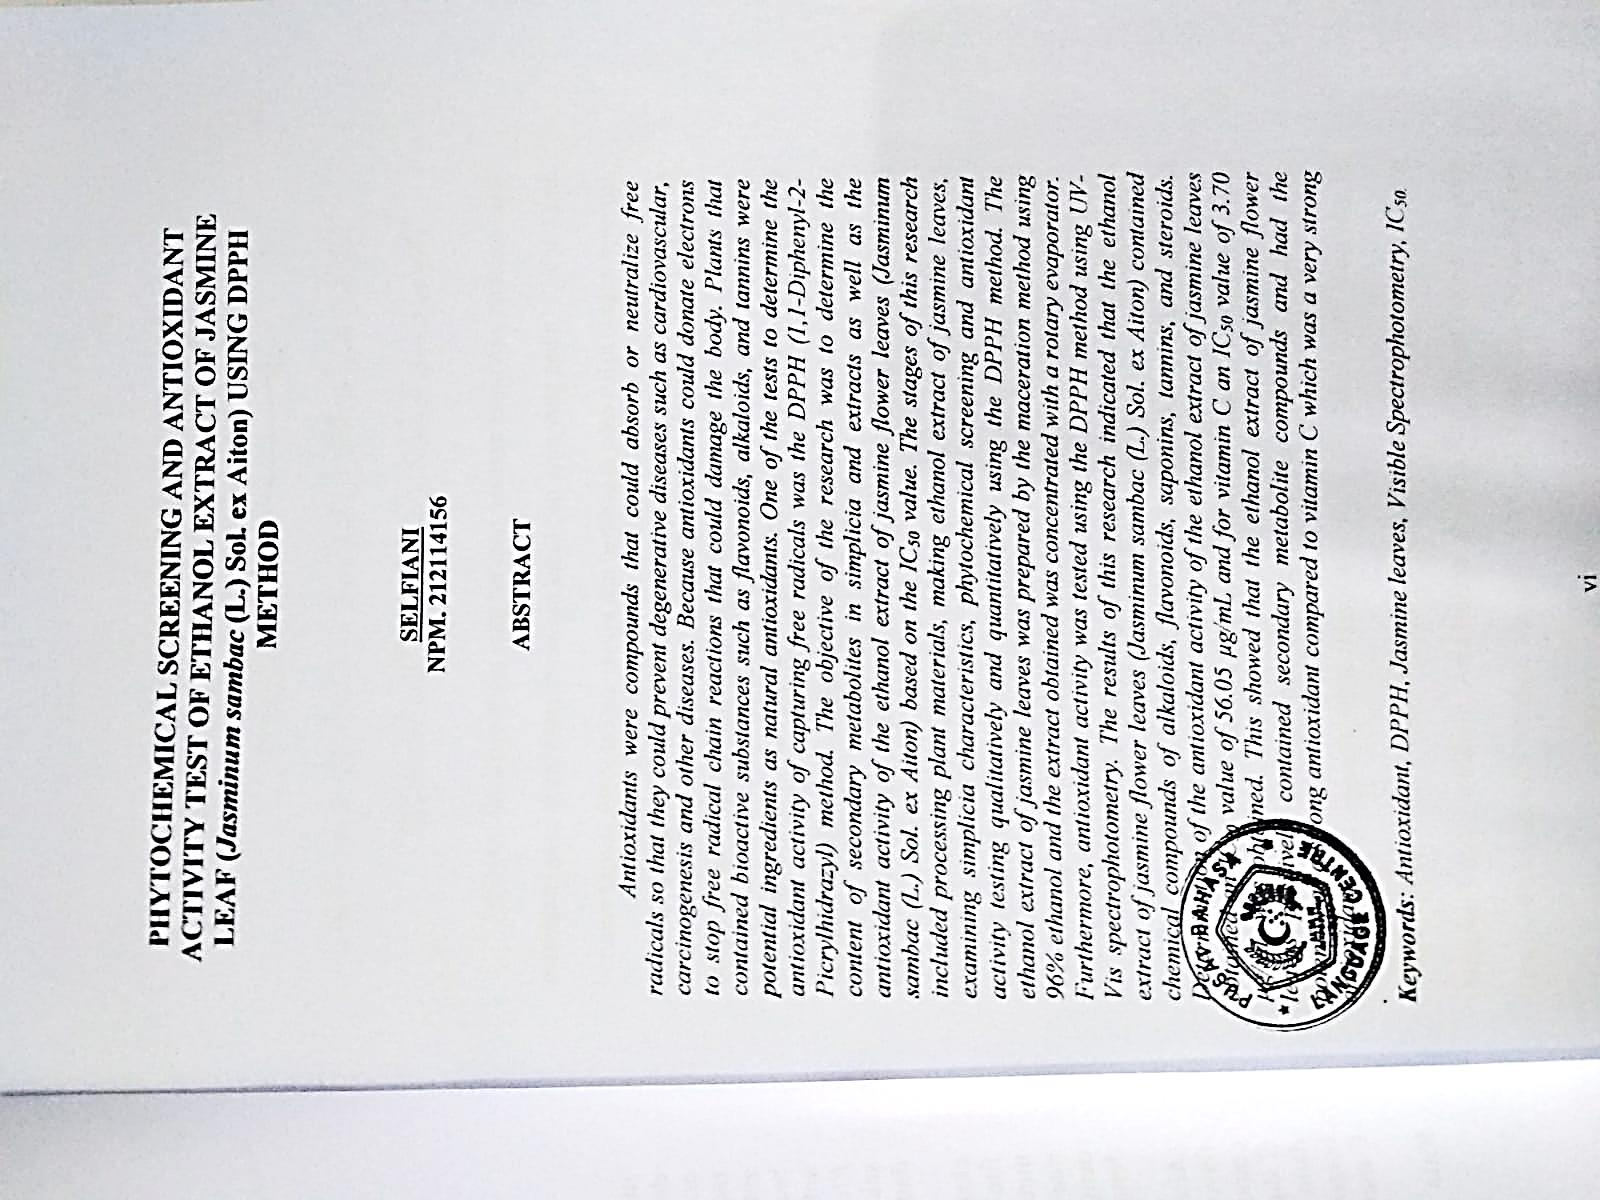 PHYTOCHEMICAL SCREENING AND ANTIOXIDANT
ACTIVITY TEST OF ETHANOL EXTRACT OF JASMINE
LEAF (Jasminum sambac (L.) Sol. ex Aiton) USING DPPH
METHOD
SELFIANI
NPM. 212114156
ABSTRACT
Antioxidants were compounds that could absorb or neutralize free
radicals so that they could prevent degenerative diseases such as cardiovascular,
carcinogenesis and other diseases. Because antioxidants could donate electrons
to stop free radical chain reactions that could damage the body. Plants that
contained bioactive substances such as flavonoids, alkaloids, and tannins were
potential ingredients as natural antioxidants. One of the tests to determine the
antioxidant activity of capturing free radicals was the DPPH (1,1-Diphenyl-2-
Picrylhidrazyl) method. The objective of the research was to determine the
content of secondary metabolites in simplicia and extracts as well as the
antioxidant activity of the ethanol extract of jasmine flower leaves (Jasminum
sambac (L.) Sol. ex Aiton) based on the IC50 value. The stages of this research
included processing plant materials, making ethanol extract of jasmine leaves,
examining simplicia characteristics, phytochemical screening and antioxidant
activity testing qualitatively and quantitatively using the DPPH method. The
ethanol extract of jasmine leaves was prepared by the maceration method using
96% ethanol and the extract obtained was concentrated with a rotary evaporator.
Furthermore, antioxidant activity was tested using the DPPH method using UV-
Vis spectrophotometry. The results of this research indicated that the ethanol
extract of jasmine flower leaves (Jasminum sambac (L.) Sol. ex Aiton) contained
chemical compounds of alkaloids, flavonoids, saponins, tannins, and steroids.
of the antioxidant activity of the ethanol extract of jasmine leaves
value of 56.05 µg/mL and for vitamin C an IC50 value of 3.70
This showed that the ethanol extract of jasmine flower
contained secondary metabolite compounds and had the
antioxidant compared to vitamin C which was a very strong
PUSAT BAHASA
LANGUAGE CENTRE
Keywords: Antioxidant, DPPH, Jasmine leaves, Visible Spectrophotometry, IC50.
vi